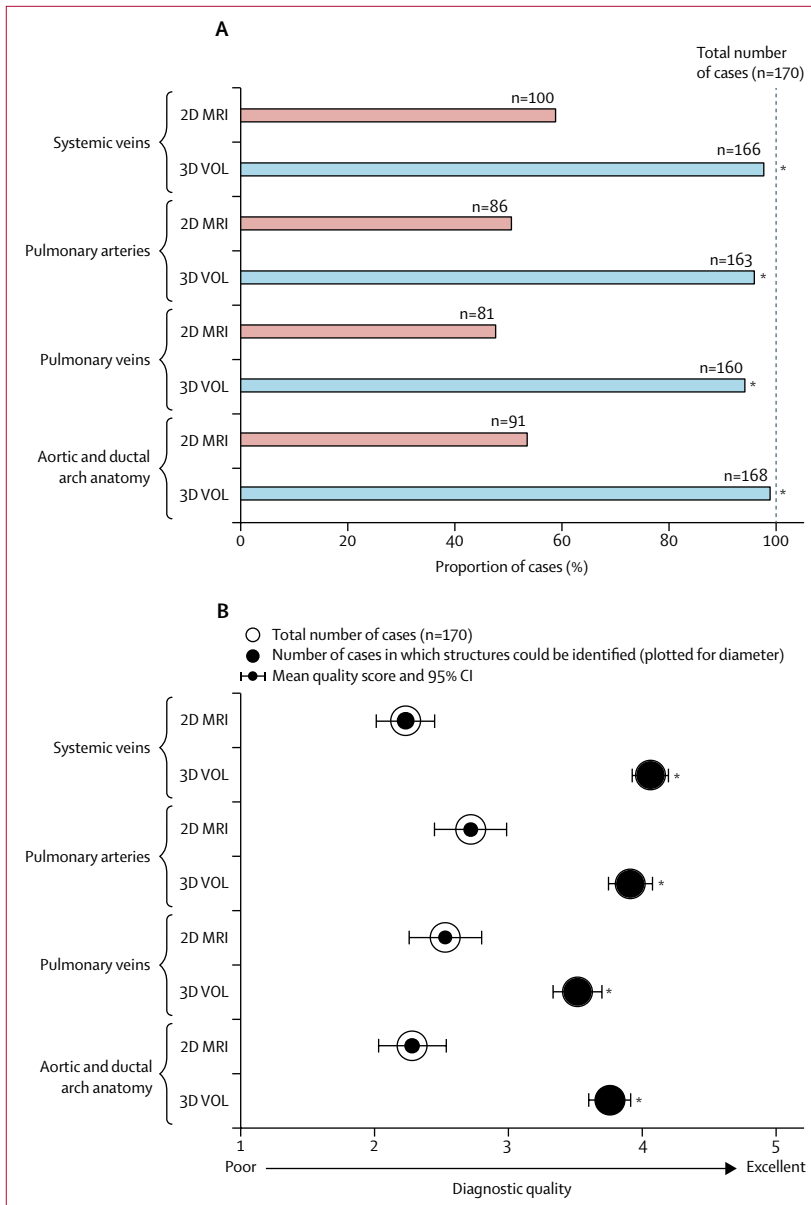 A
Total number
of cases (n=170)
Systemic veins
2D MRI
n=100
3D VOL
n=166
*
Pulmonary arteries
2D MRI
n=86
3D VOL
n=163
*
Pulmonary veins
2D MRI
n=81
3D VOL
n=160
*
Aortic and ductal
arch anatomy
2D MRI
n=91
3D VOL
n=168
*
0 20 40 60 80 100
Proportion of cases (%)
B
Total number of cases (n=170)
Number of cases in which structures could be identified (plotted for diameter)
Mean quality score and 95% CI
Systemic veins
2D MRI
3D VOL
*
Pulmonary arteries
2D MRI
3D VOL
*
Pulmonary veins
2D MRI
3D VOL
*
Aortic and ductal
arch anatomy
2D MRI
3D VOL
*
1 2 3 4 5
Poor Excellent
Diagnostic quality